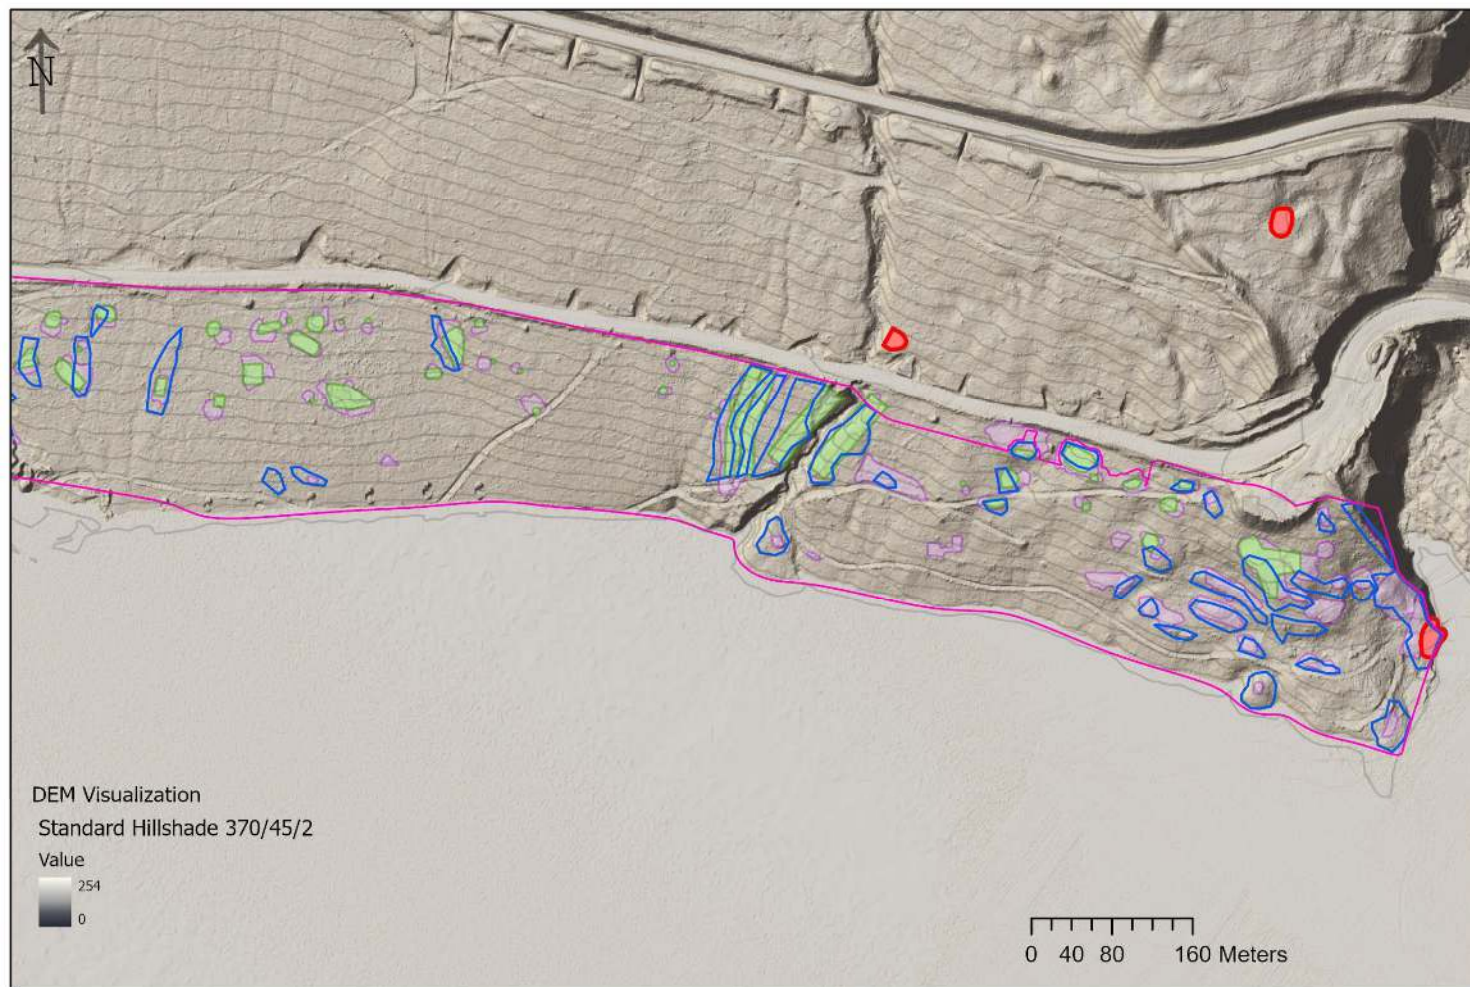 N
DEM Visualization
Standard Hillshade 370/45/2
Value
254
0
0 40 80 160 Meters